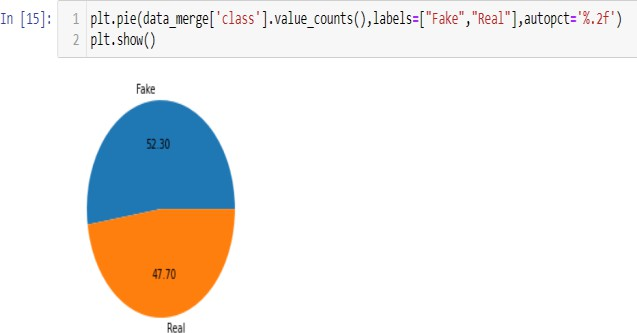 In [15]:
1 plt.pie(data_merge['class'].value_counts(),labels=["Fake","Real"],autopct='%.2f')
2 plt.show()
Fake
52.30
47.70
Real